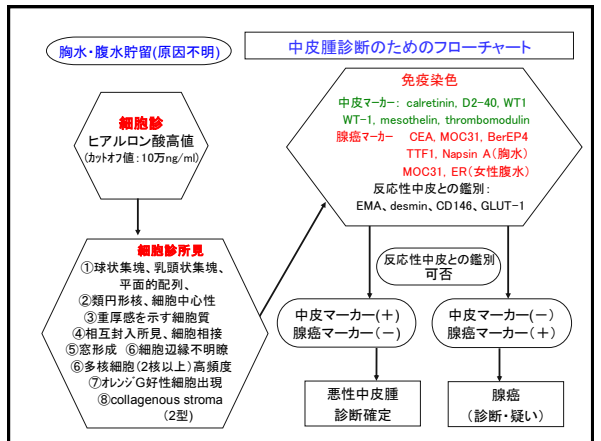 胸水・腹水貯留(原因不明)
中皮腫診断のためのフローチャート
細胞診
ヒアルロン酸高値
(カットオフ値：10万ng/ml)
細胞診所見
①球状集塊、乳頭状集塊、
平面的配列、
②類円形核、細胞中心性
③重厚感を示す細胞質
④相互封入所見、細胞相接
⑤窓形成 ⑥細胞辺縁不明瞭
⑥多核細胞(2核以上)高頻度
⑦オレンジG好性細胞出現
⑧collagenous stroma
(2型)
免疫染色
中皮マーカー： calretinin, D2-40, WT1
WT-1, mesothelin, thrombomodulin
腺癌マーカー CEA, MOC31, BerEP4
TTF1, Napsin A(胸水)
MOC31, ER(女性腹水)
反応性中皮との鑑別：
EMA、desmin、CD146、GLUT-1
反応性中皮との鑑別
可否
中皮マーカー(＋)
腺癌マーカー(－)
中皮マーカー(－)
腺癌マーカー(＋)
悪性中皮腫
診断確定
腺癌
(診断・疑い)